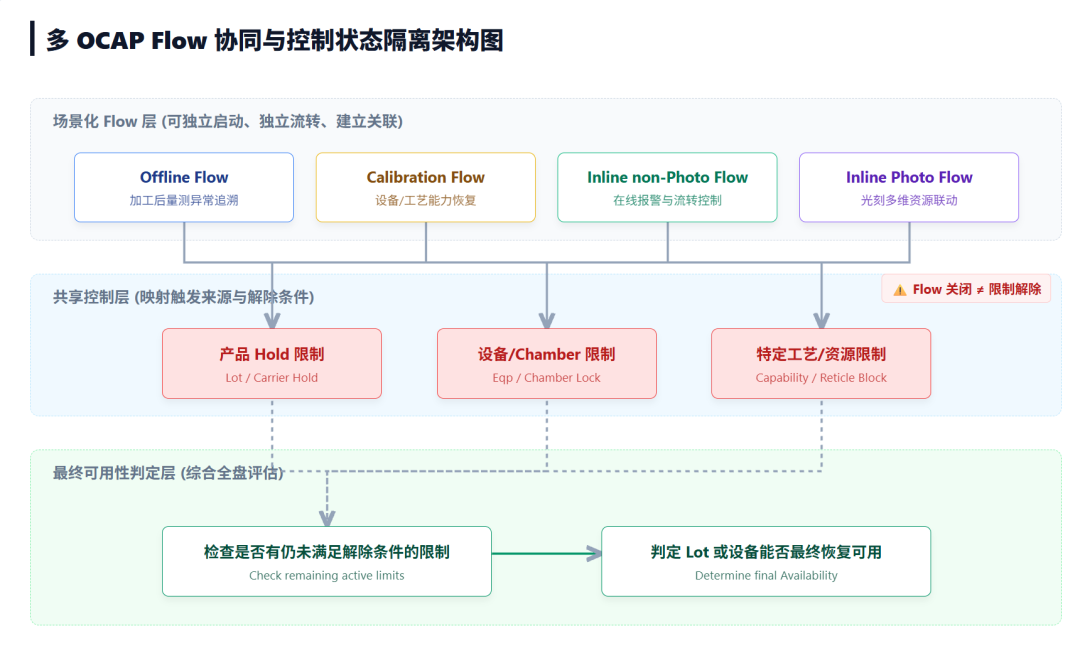 多 OCAP Flow 协同与控制状态隔离架构图
场景化 Flow 层 (可独立启动、独立流转、建立关联)
Offline Flow
加工后量测异常追溯
Calibration Flow
设备/工艺能力恢复
Inline non-Photo Flow
在线报警与流转控制
Inline Photo Flow
光刻多维资源联动
共享控制层 (映射触发来源与解除条件)
⚠️ Flow 关闭 ≠ 限制解除
产品 Hold 限制
Lot / Carrier Hold
设备/Chamber 限制
Eqp / Chamber Lock
特定工艺/资源限制
Capability / Reticle Block
最终可用性判定层 (综合全盘评估)
检查是否有仍未满足解除条件的限制
Check remaining active limits
判定 Lot 或设备能否最终恢复可用
Determine final Availability